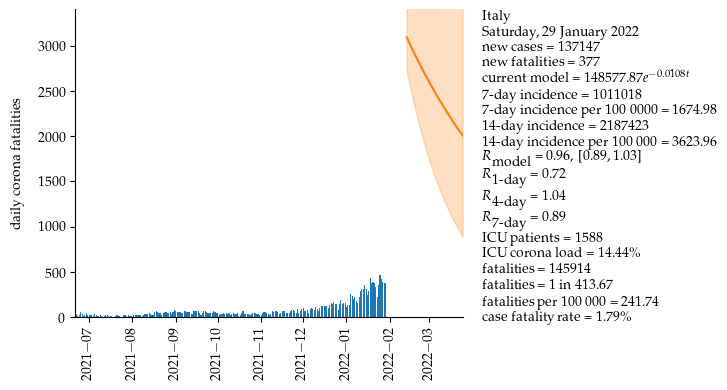 Italy
Saturday, 29 January 2022
new cases = 137147
new fatalities = 377
current model = 148577.87e^{−0.0108t}
7-day incidence = 1011018
7-day incidence per 100 0000 = 1674.98
14-day incidence = 2187423
14-day incidence per 100 000 = 3623.96
R_model = 0.96, [0.89, 1.03]
R_1-day = 0.72
R_4-day = 1.04
R_7-day = 0.89
ICU patients = 1588
ICU corona load = 14.44%
fatalities = 145914
fatalities = 1 in 413.67
fatalities per 100 000 = 241.74
case fatality rate = 1.79%
daily corona fatalities
3000
2500
2000
1500
1000
500
0
2021−07
2021−08
2021−09
2021−10
2021−11
2021−12
2022−01
2022−02
2022−03